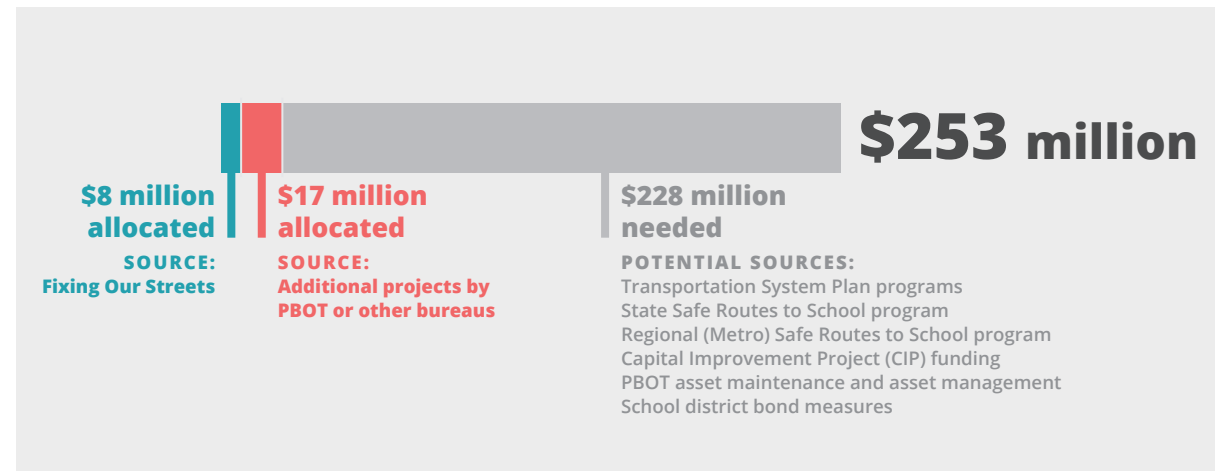 $253 million
$8 million
allocated
SOURCE:
Fixing Our Streets
$17 million
allocated
SOURCE:
Additional projects by
PBOT or other bureaus
$228 million
needed
POTENTIAL SOURCES:
Transportation System Plan programs
State Safe Routes to School program
Regional (Metro) Safe Routes to School program
Capital Improvement Project (CIP) funding
PBOT asset maintenance and asset management
School district bond measures